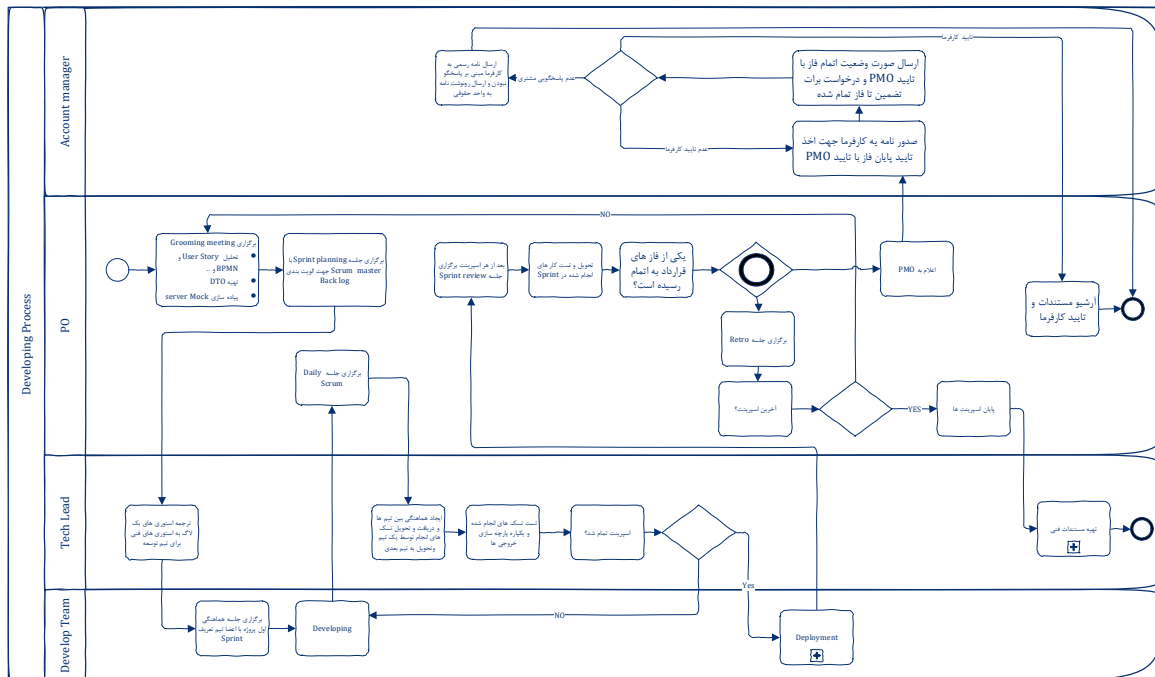 Developing Process
Account manager
PO
Tech Lead
Develop Team
ارسال نامه رسمی به
کارفرما مبنی بر پاسخگو
نبودن و ارسال رونوشت نامه
به واحد حقوقی
عدم پاسخگویی مشتری
تایید کارفرما
عدم تایید کارفرما
ارسال صورت وضعیت اتمام فاز با
تایید PMO و درخواست برات
تضمین تا فاز تمام شده
صدور نامه یه کارفرما جهت اخذ
تایید پایان فاز با تایید PMO
NO
برگزاری Grooming meeting
تحلیل User Story و
BPMN و ...
تهیه DTO
پیاده سازی server Mock
برگزاری جلسه Sprint planning با
Scrum master جهت الویت بندی
Back log
بعد از هر اسپرینت برگزاری
جلسه Sprint review
تحویل و تست کار های
انجام شده در Sprint
یکی از فاز های
قرارداد به اتمام
رسیده است؟
اعلام به PMO
آرشیو مستندات و
تایید کارفرما
برگزاری جلسه Retro
برگزاری جلسه Daily
Scrum
آخرین اسپرینت؟
YES
پایان اسپرینت ها
ترجمه استوری های بک
لاگ به استوری های فنی
برای تیم توسعه
ایجاد هماهنگی بین تیم ها
و دریافت و تحویل تسک
های انجام توسط یک تیم
وتحویل به تیم بعدی
تست تسک های انجام شده
و یکپاره پارچه سازی
خروجی ها
اسپرینت تمام شد؟
تهیه مستندات فنی
Yes
NO
برگزاری جلسه هماهنگی
اول پروژه با اعضا تیم تعریف
Sprint
Developing
Deployment